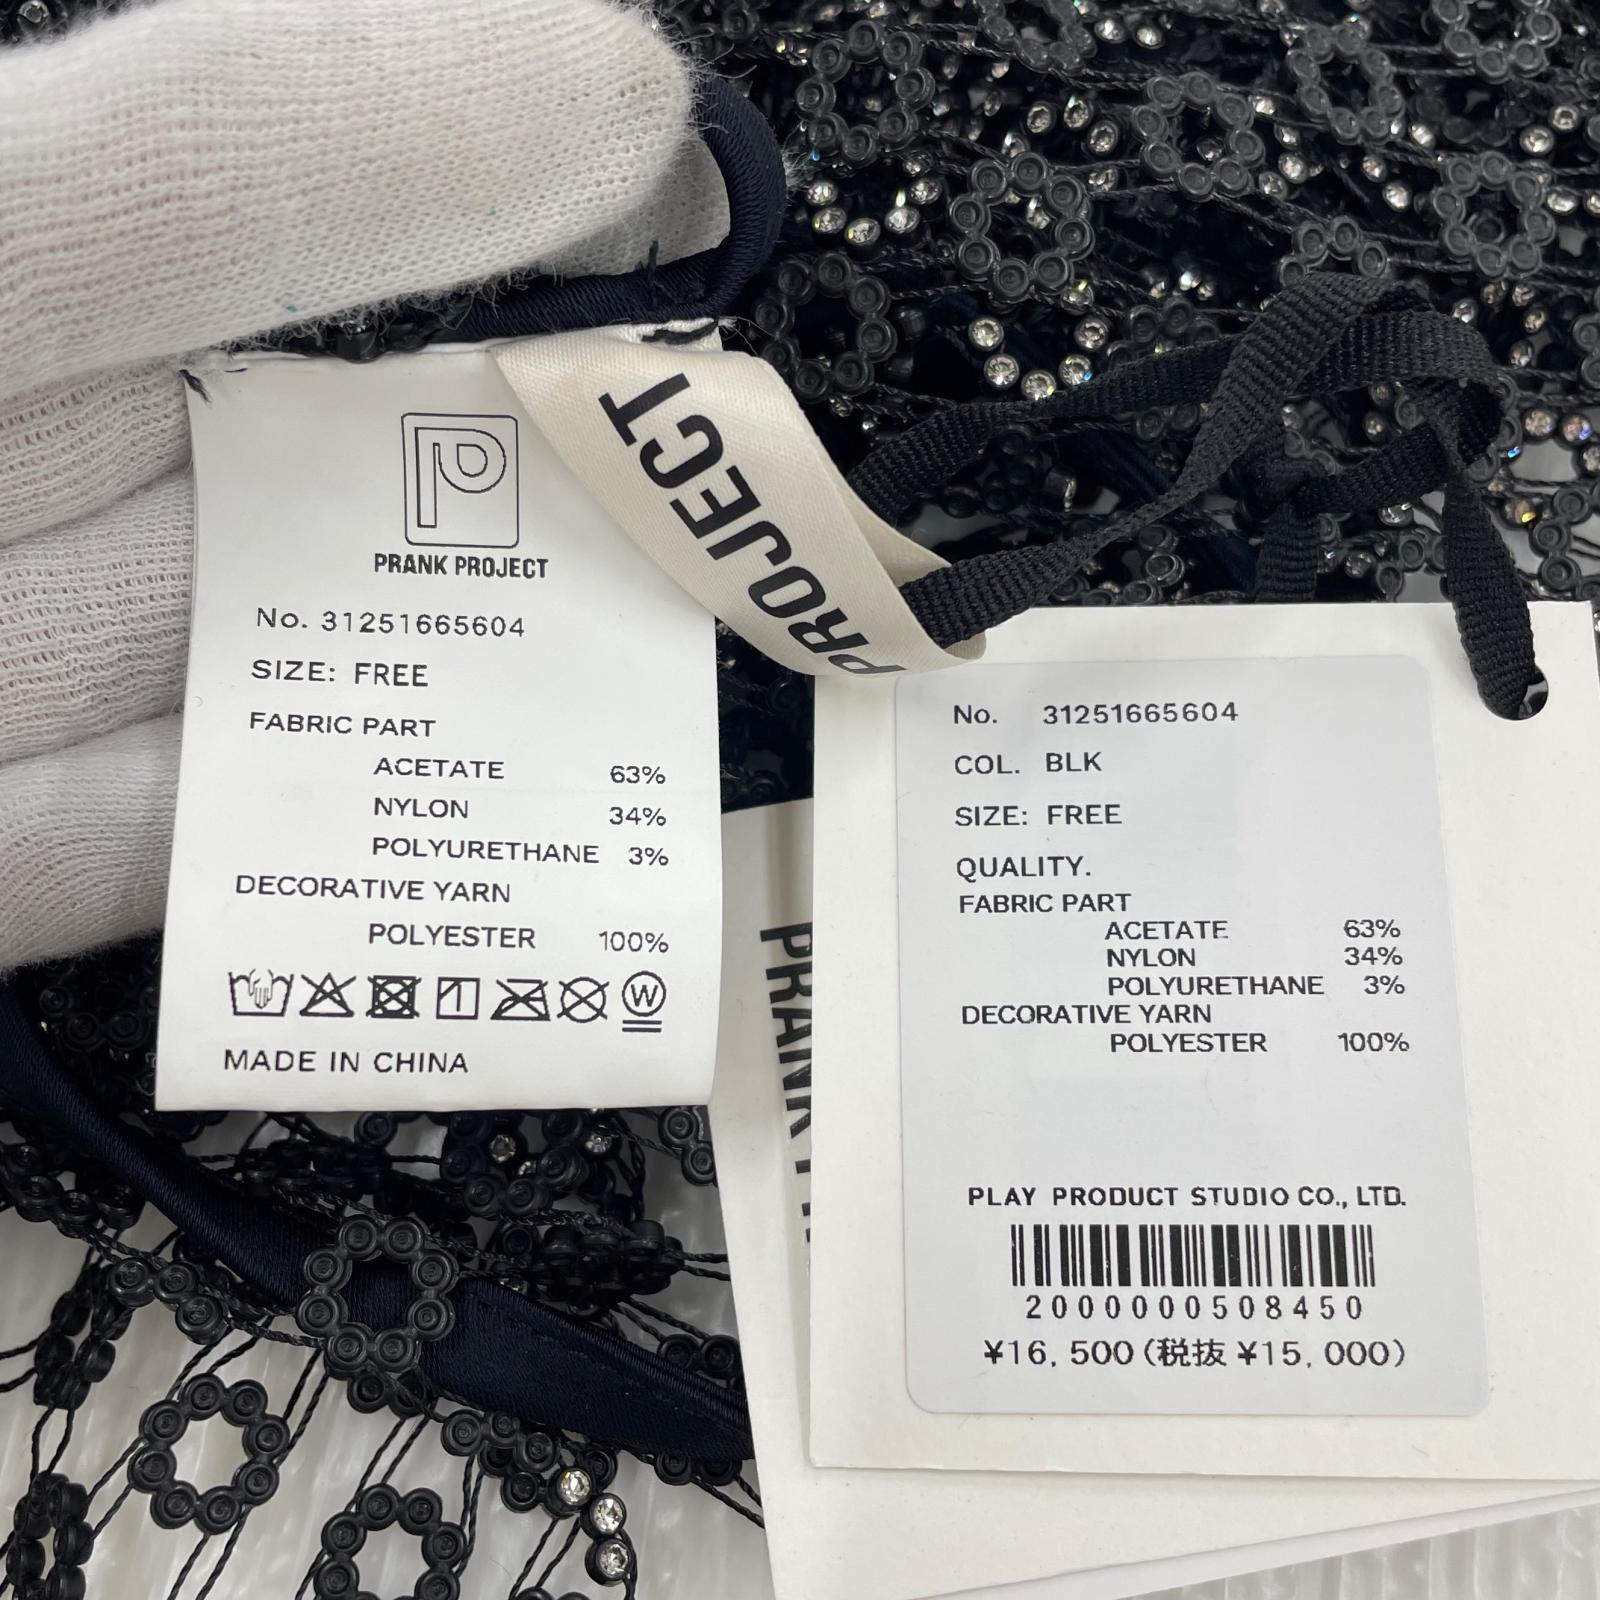 PRANK PROJECT
No. 31251665604
SIZE: FREE
FABRIC PART
ACETATE 63%
NYLON 34%
POLYURETHANE 3%
DECORATIVE YARN
POLYESTER 100%
W
MADE IN CHINA
PROJECT
No. 31251665604
COL. BLK
SIZE: FREE
QUALITY.
FABRIC PART
ACETATE 63%
NYLON 34%
POLYURETHANE 3%
DECORATIVE YARN
POLYESTER 100%
PLAY PRODUCT STUDIO CO., LTD.
2000000508450
¥16,500(税抜 ¥15,000)
PRANK